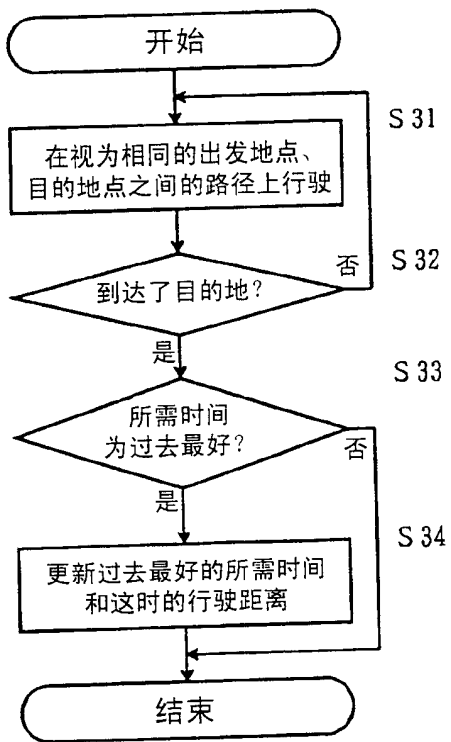 开始
S31
在视为相同的出发地点、
目的地点之间的路径上行驶
否
S32
到达了目的地？
是
S33
所需时间
为过去最好？
否
是
S34
更新过去最好的所需时间
和这时的行驶距离
结束